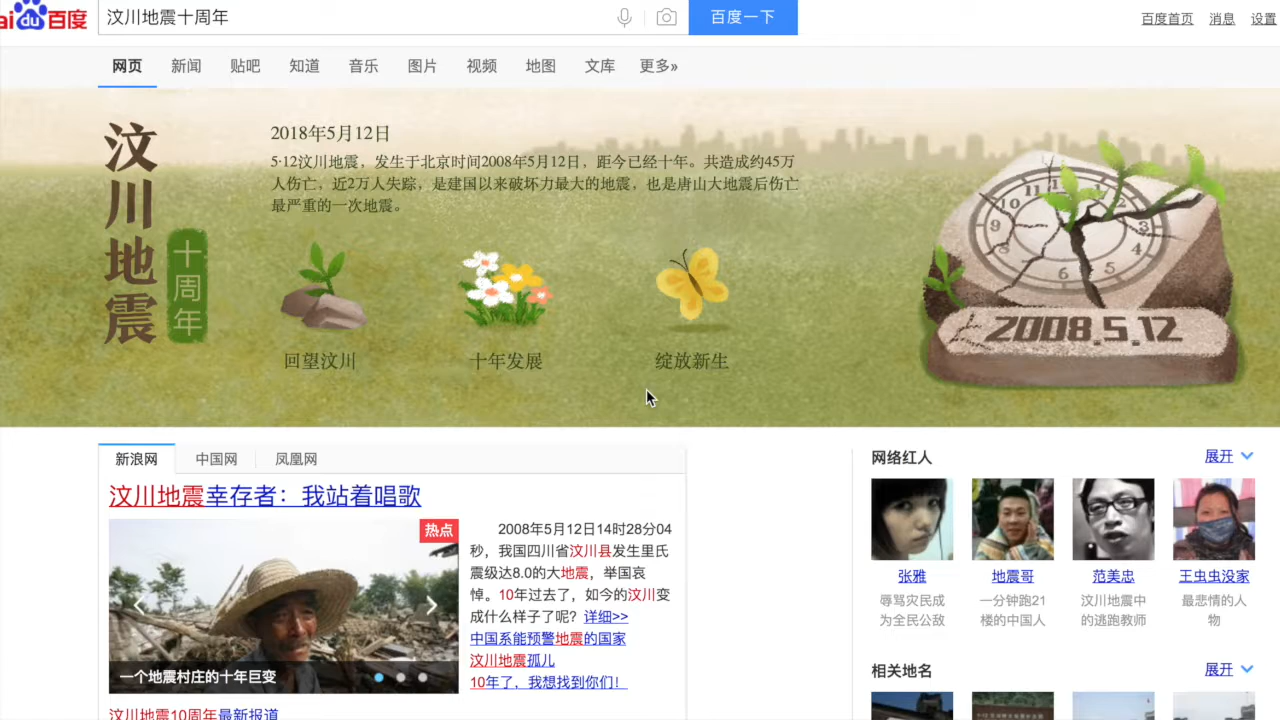 百度
汶川地震十周年
百度一下
百度首页 消息 设置
网页 新闻 贴吧 知道 音乐 图片 视频 地图 文库 更多»
汶川地震
十周年
2018年5月12日
5·12汶川地震，发生于北京时间2008年5月12日，距今已经十年。共造成约45万
人伤亡，近2万人失踪，是建国以来破坏力最大的地震，也是唐山大地震后伤亡
最严重的一次地震。
回望汶川 十年发展 绽放新生
2008.5.12
新浪网 中国网 凤凰网
汶川地震幸存者：我站着唱歌
热点
一个地震村庄的十年巨变
2008年5月12日14时28分04
秒，我国四川省汶川县发生里氏
震级达8.0的大地震，举国哀
悼。10年过去了，如今的汶川变
成什么样子了呢？详细>>
中国系能预警地震的国家
汶川地震孤儿
10年了，我想找到你们！
汶川地震10周年最新报道
网络红人 展开
张雅 地震哥 范美忠 王虫虫没家
辱骂灾民成
为全民公敌
一分钟跑21
楼的中国人
汶川地震中
的逃跑教师
最悲情的人
物
相关地名 展开